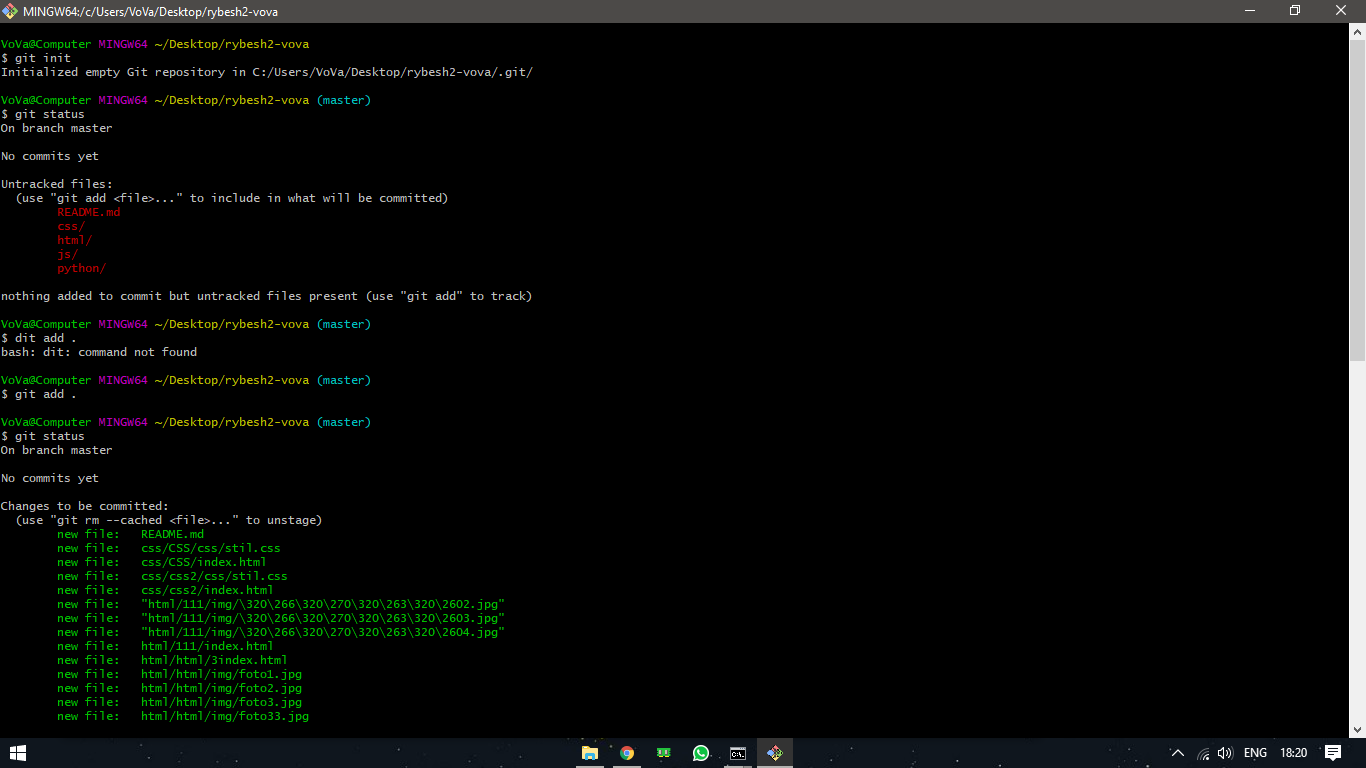 MINGW64:/c/Users/VoVa/Desktop/rybesh2-vova
VoVa@Computer MINGW64 ~/Desktop/rybesh2-vova
$ git init
Initialized empty Git repository in C:/Users/VoVa/Desktop/rybesh2-vova/.git/
VoVa@Computer MINGW64 ~/Desktop/rybesh2-vova (master)
$ git status
On branch master
No commits yet
Untracked files:
(use "git add <file>..." to include in what will be committed)
README.md
css/
html/
js/
python/
nothing added to commit but untracked files present (use "git add" to track)
VoVa@Computer MINGW64 ~/Desktop/rybesh2-vova (master)
$ dit add .
bash: dit: command not found
VoVa@Computer MINGW64 ~/Desktop/rybesh2-vova (master)
$ git add .
VoVa@Computer MINGW64 ~/Desktop/rybesh2-vova (master)
$ git status
On branch master
No commits yet
Changes to be committed:
(use "git rm --cached <file>..." to unstage)
new file:   README.md
new file:   css/CSS/css/stil.css
new file:   css/CSS/index.html
new file:   css/css2/css/stil.css
new file:   css/css2/index.html
new file:   "html/111/img/\320\266\320\270\320\263\320\2602.jpg"
new file:   "html/111/img/\320\266\320\270\320\263\320\2603.jpg"
new file:   "html/111/img/\320\266\320\270\320\263\320\2604.jpg"
new file:   html/111/index.html
new file:   html/html/3index.html
new file:   html/html/img/foto1.jpg
new file:   html/html/img/foto2.jpg
new file:   html/html/img/foto3.jpg
new file:   html/html/img/foto33.jpg
ENG 18:20